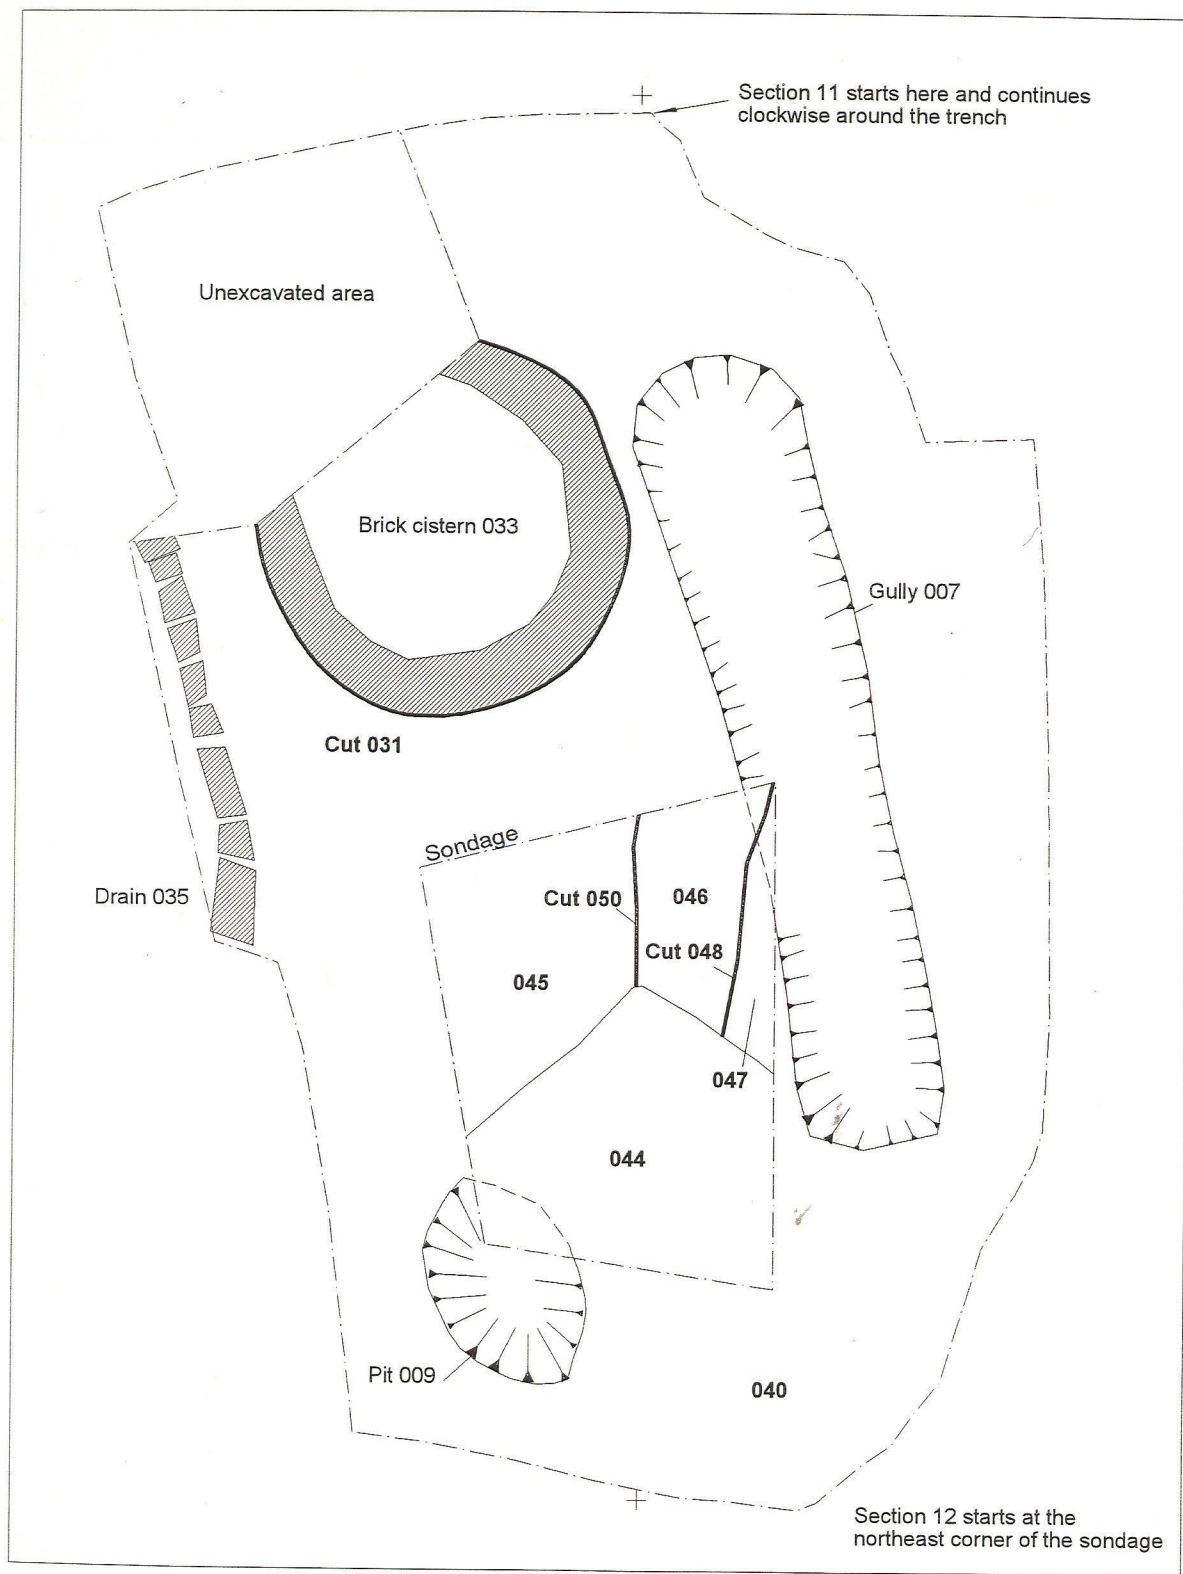 Section 11 starts here and continues
clockwise around the trench
Unexcavated area
Brick cistern 033
Gully 007
Cut 031
Sondage
Drain 035
Cut 050
046
Cut 048
045
047
044
Pit 009
040
Section 12 starts at the
northeast corner of the sondage